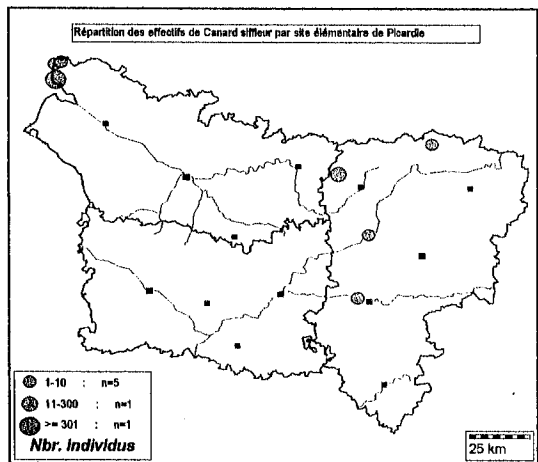 Répartition des effectifs de Canard siffleur par site élémentaire de Picardie
1-10 : n=5
11-300 : n=1
>= 301 : n=1
Nbr. individus
25 km